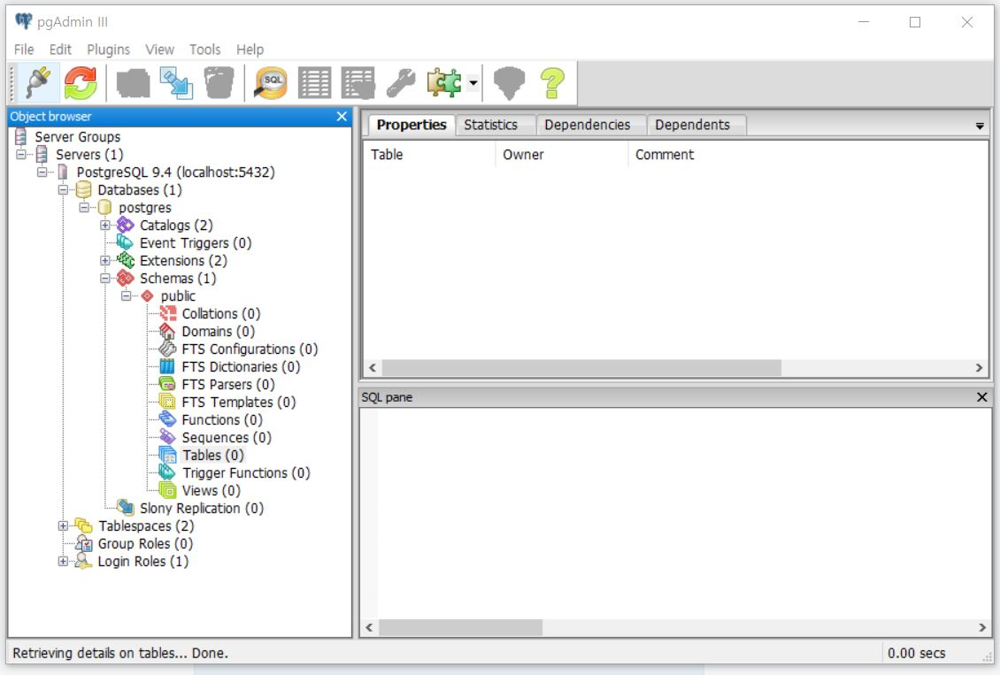 pgAdmin III
File Edit Plugins View Tools Help
SQL
Object browser
Server Groups
Servers (1)
PostgreSQL 9.4 (localhost:5432)
Databases (1)
postgres
Catalogs (2)
Event Triggers (0)
Extensions (2)
Schemas (1)
public
Collations (0)
Domains (0)
FTS Configurations (0)
FTS Dictionaries (0)
FTS Parsers (0)
FTS Templates (0)
Functions (0)
Sequences (0)
Tables (0)
Trigger Functions (0)
Views (0)
Slony Replication (0)
Tablespaces (2)
Group Roles (0)
Login Roles (1)
Properties Statistics Dependencies Dependents
Table Owner Comment
SQL pane
Retrieving details on tables... Done. 0.00 secs